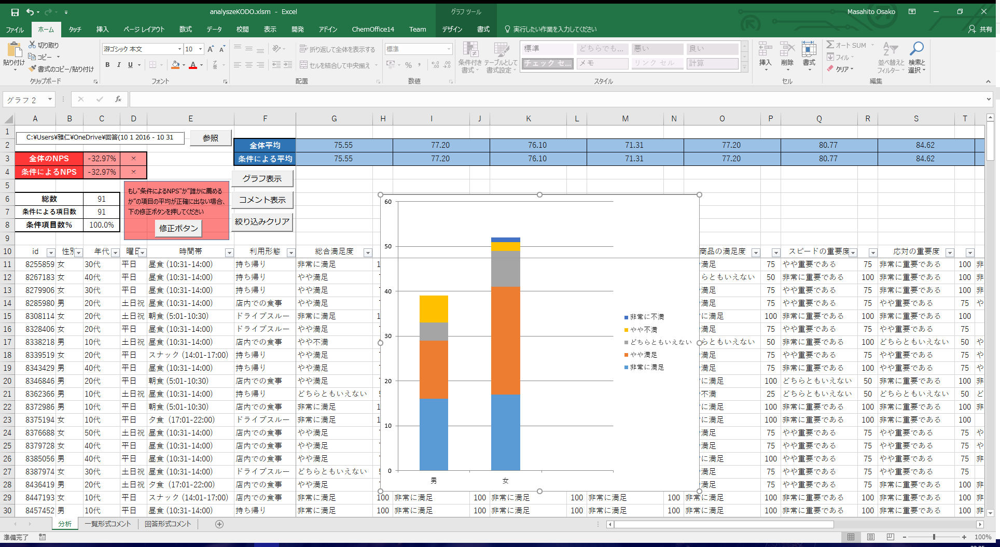 analyszeKODO.xlsm - Excel
グラフ ツール
Masahito Osako
ファイル ホーム タッチ 挿入 ページ レイアウト 数式 データ 校閲 表示 開発 アドイン ChemOffice14 Team デザイン 書式 実行したい作業を入力してください 共有
貼り付け 切り取り コピー 書式のコピー/貼り付け クリップボード
游ゴシック 本文 10 B I U A フォント
折り返して全体を表示する セルを結合して中央揃え 配置
標準 % 数値
条件付き書式 テーブルとして書式設定 標準 どちらでも... 悪い 良い
チェック セ... メモ リンク セル 計算 スタイル
挿入 削除 書式 セル
オート SUM フィル クリア 並べ替えとフィルター 検索と選択 編集
グラフ 2 fx
A B C D E F G H I J K L M N O P Q R S T
1 C:¥Users¥雅仁¥OneDrive¥回答(10 1 2016 - 10 31 参照
2 全体平均 75.55 77.20 76.10 71.31 77.20 80.77 84.62
3 全体のNPS -32.97% × 条件による平均 75.55 77.20 76.10 71.31 77.20 80.77 84.62
4 条件によるNPS -32.97% ×
グラフ表示
5
もし"条件によるNPS"か"誰かに薦める
か"の項目の平均が正確に出ない場合、
下の修正ボタンを押してください
修正ボタン
6 総数 91 コメント表示
7 条件による項目数 91
8 条件項目数% 100.0% 絞り込みクリア
9
10 id 性別 年代 曜日 時間帯 利用形態 総合満足度 商品の満足度 スピードの重要度 応対の重要度
11 8255859 女 30代 平日 昼食 (10:31-14:00) 持ち帰り 非常に満足 満足 75 やや重要である 75 非常に重要である 100 非
12 8267183 女 40代 平日 昼食 (10:31-14:00) 持ち帰り やや満足 らともいえない 50 非常に重要である 100 非常に重要である 100 非
13 8279906 女 30代 平日 昼食 (10:31-14:00) 持ち帰り やや満足 満足 75 やや重要である 75 非常に重要である 100 非
14 8285980 男 20代 土日祝 昼食 (10:31-14:00) 店内での食事 やや満足 満足 75 やや重要である 75 やや重要である 75 や
15 8308114 女 20代 土日祝 朝食 (5:01-10:30) ドライブスルー 非常に満足 に満足 100 非常に重要である 100 非常に重要である 100
16 8328406 女 20代 平日 昼食 (10:31-14:00) ドライブスルー やや満足 満足 75 やや重要である 75 やや重要である 75
17 8338218 男 10代 土日祝 昼食 (10:31-14:00) 店内での食事 やや不満 らともいえない 50 非常に重要である 100 どちらともいえない 50 や
18 8339519 女 20代 平日 スナック (14:01-17:00) 持ち帰り やや満足 満足 75 やや重要である 75 やや重要である 75 や
19 8343429 男 40代 平日 昼食 (10:31-14:00) 持ち帰り やや満足 満足 75 非常に重要である 100 やや重要である 75 や
20 8346846 男 20代 平日 朝食 (5:01-10:30) 店内での食事 やや満足 に満足 100 どちらともいえない 50 非常に重要である 100 非
21 8362366 男 10代 土日祝 昼食 (10:31-14:00) 持ち帰り どちらともいえない 不満 25 どちらともいえない 50 どちらともいえない 50 ど
22 8372986 男 10代 平日 朝食 (5:01-10:30) 店内での食事 非常に満足 に満足 100 非常に重要である 100 非常に重要である 100 非
23 8375194 女 10代 平日 夕食 (17:01-22:00) ドライブスルー 非常に満足 に満足 100 非常に重要である 100 非常に重要である 100
24 8376688 女 50代 土日祝 昼食 (10:31-14:00) 店内での食事 やや満足 満足 75 やや重要である 75 やや重要である 75 や
25 8379728 女 40代 平日 昼食 (10:31-14:00) 店内での食事 やや満足 満足 75 やや重要である 75 やや重要である 75 や
26 8385056 男 40代 平日 昼食 (10:31-14:00) 店内での食事 やや満足 に満足 100 やや重要である 75 やや重要である 75 非
27 8387974 女 30代 土日祝 昼食 (10:31-14:00) ドライブスルー どちらともいえない 満足 75 やや重要である 75 やや重要である 75
28 8436419 男 20代 土日祝 夕食 (17:01-22:00) 店内での食事 やや満足 満足 75 やや重要である 75 非常に重要である 100 非
29 8447193 女 10代 平日 スナック (14:01-17:00) 店内での食事 非常に満足 100 非常に満足 100 非常に満足 100 非常に満足 100 非常に満足 100 非常に重要である 100 非常に重要である 100 非
30 8457452 男 10代 平日 昼食 (10:31-14:00) 持ち帰り 非常に満足 100 非常に満足 100 非常に満足 100 非常に満足 100 非常に満足 100 非常に重要である 100 非常に重要である 100 非
60
50
40
30
20
10
0
男 女
非常に不満
やや不満
どちらともいえない
やや満足
非常に満足
分析 一覧形式コメント 回答形式コメント
準備完了 100%